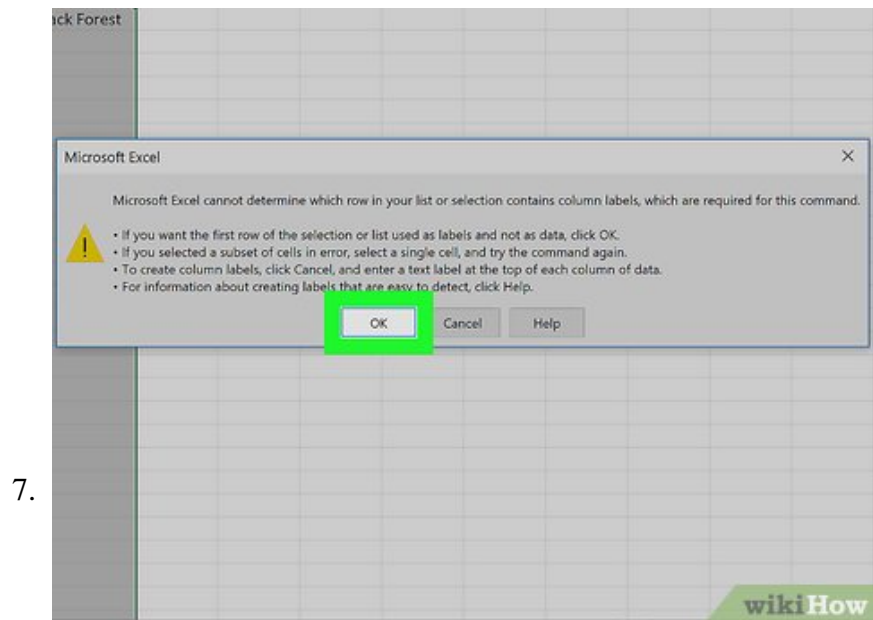 ck Forest
Microsoft Excel
Microsoft Excel cannot determine which row in your list or selection contains column labels, which are required for this command.
• If you want the first row of the selection or list used as labels and not as data, click OK.
• If you selected a subset of cells in error, select a single cell, and try the command again.
• To create column labels, click Cancel, and enter a text label at the top of each column of data.
• For information about creating labels that are easy to detect, click Help.
OK Cancel Help
7.
wikiHow